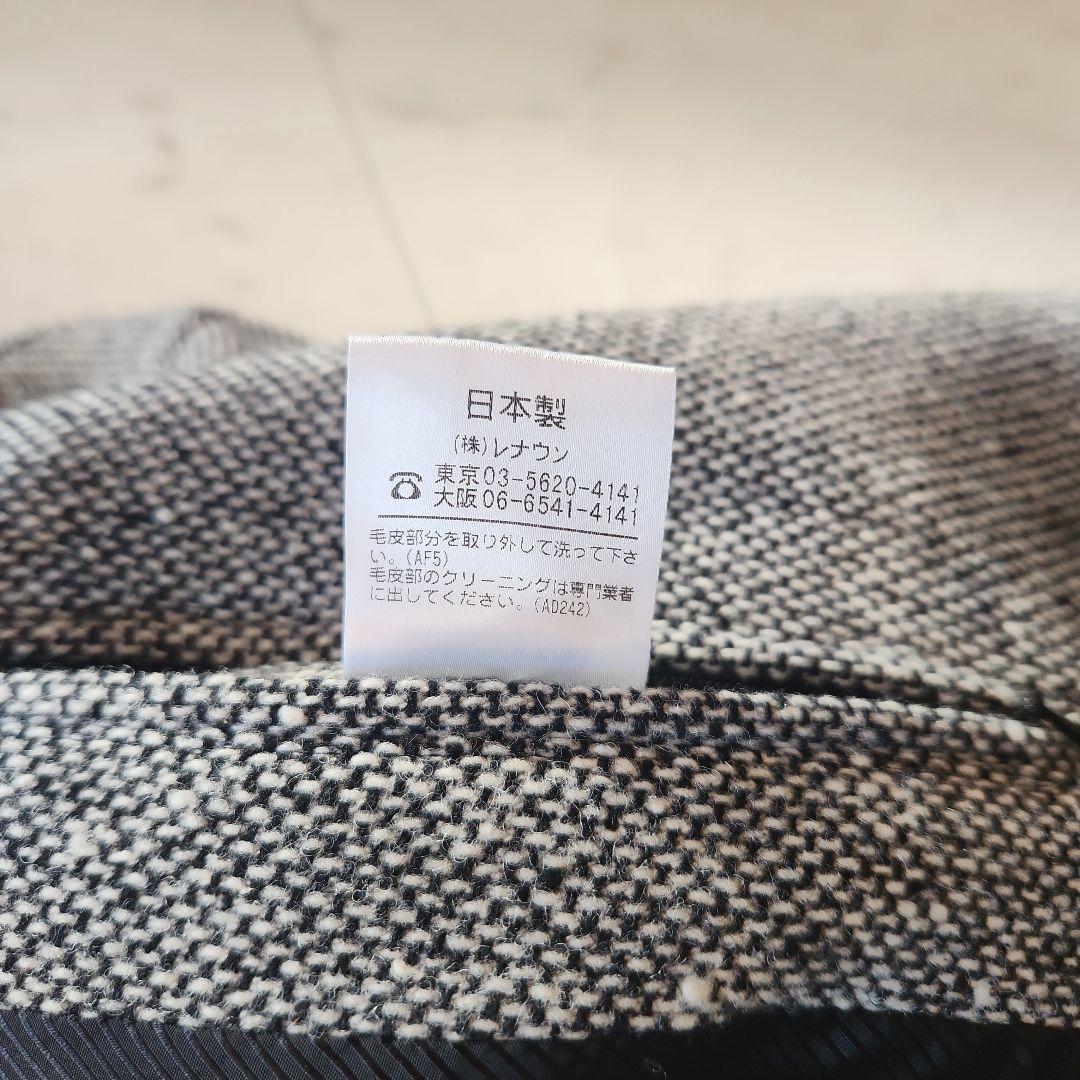 日本製
(株)レナウン
東京03-5620-4141
大阪06-6541-4141
毛皮部分を取り外して洗って下さ
い。(AF5)
毛皮部のクリーニングは専門業者
に出してください。(AD242)